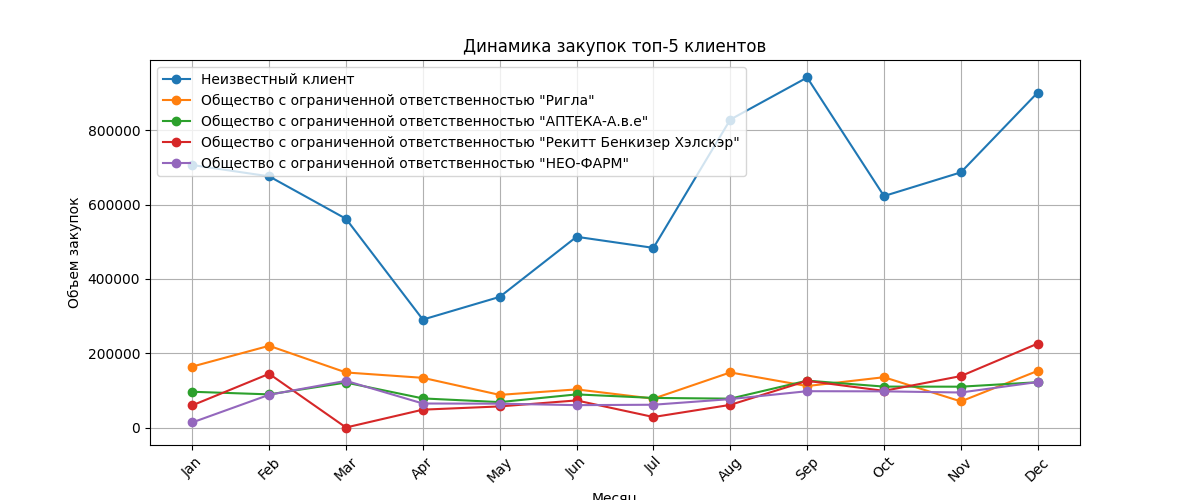 Динамика закупок топ-5 клиентов
Неизвестный клиент
Общество с ограниченной ответственностью "Ригла"
Общество с ограниченной ответственностью "АПТЕКА-А.в.е"
Общество с ограниченной ответственностью "Рекитт Бенкизер Хэлскэр"
Общество с ограниченной ответственностью "НЕО-ФАРМ"
Объем закупок
800000
600000
400000
200000
0
Jan Feb Mar Apr May Jun Jul Aug Sep Oct Nov Dec
Месяц